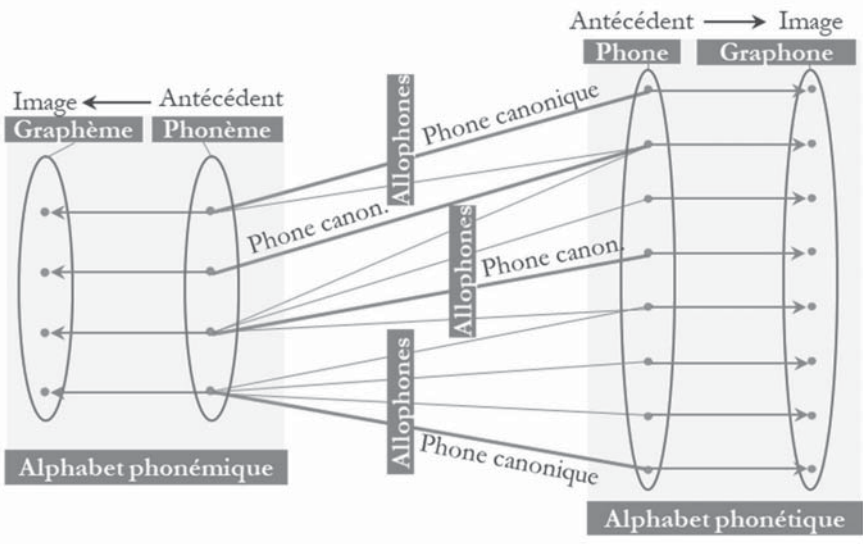 Antécédent Image
Phone Graphone
Image Antécédent
Graphème Phonème
Allophones
Phone canonique
Phone canon.
Allophones
Phone canon.
Allophones
Phone canonique
Alphabet phonémique
Alphabet phonétique